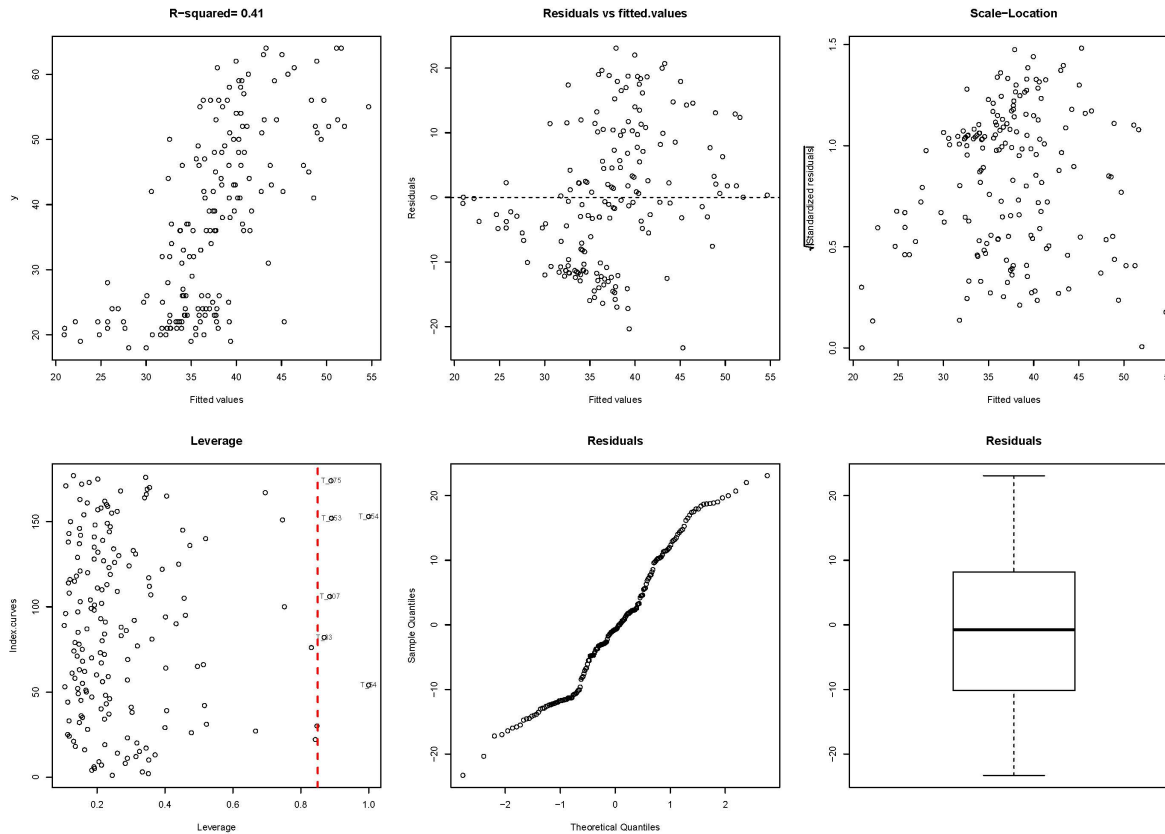 R−squared= 0.41
y
20 30 40 50 60
20 25 30 35 40 45 50 55
Fitted values
Residuals vs fitted.values
Residuals
−20 −10 0 10 20
20 25 30 35 40 45 50 55
Fitted values
Scale−Location
√|Standardized residuals|
0.0 0.5 1.0 1.5
20 25 30 35 40 45 50
Fitted values
Leverage
Index.curves
0 50 100 150
T_64
0.2 0.4 0.6 0.8 1.0
Leverage
Residuals
Sample Quantiles
−20 −10 0 10 20
−2 −1 0 1 2
Theoretical Quantiles
Residuals
−20 −10 0 10 20